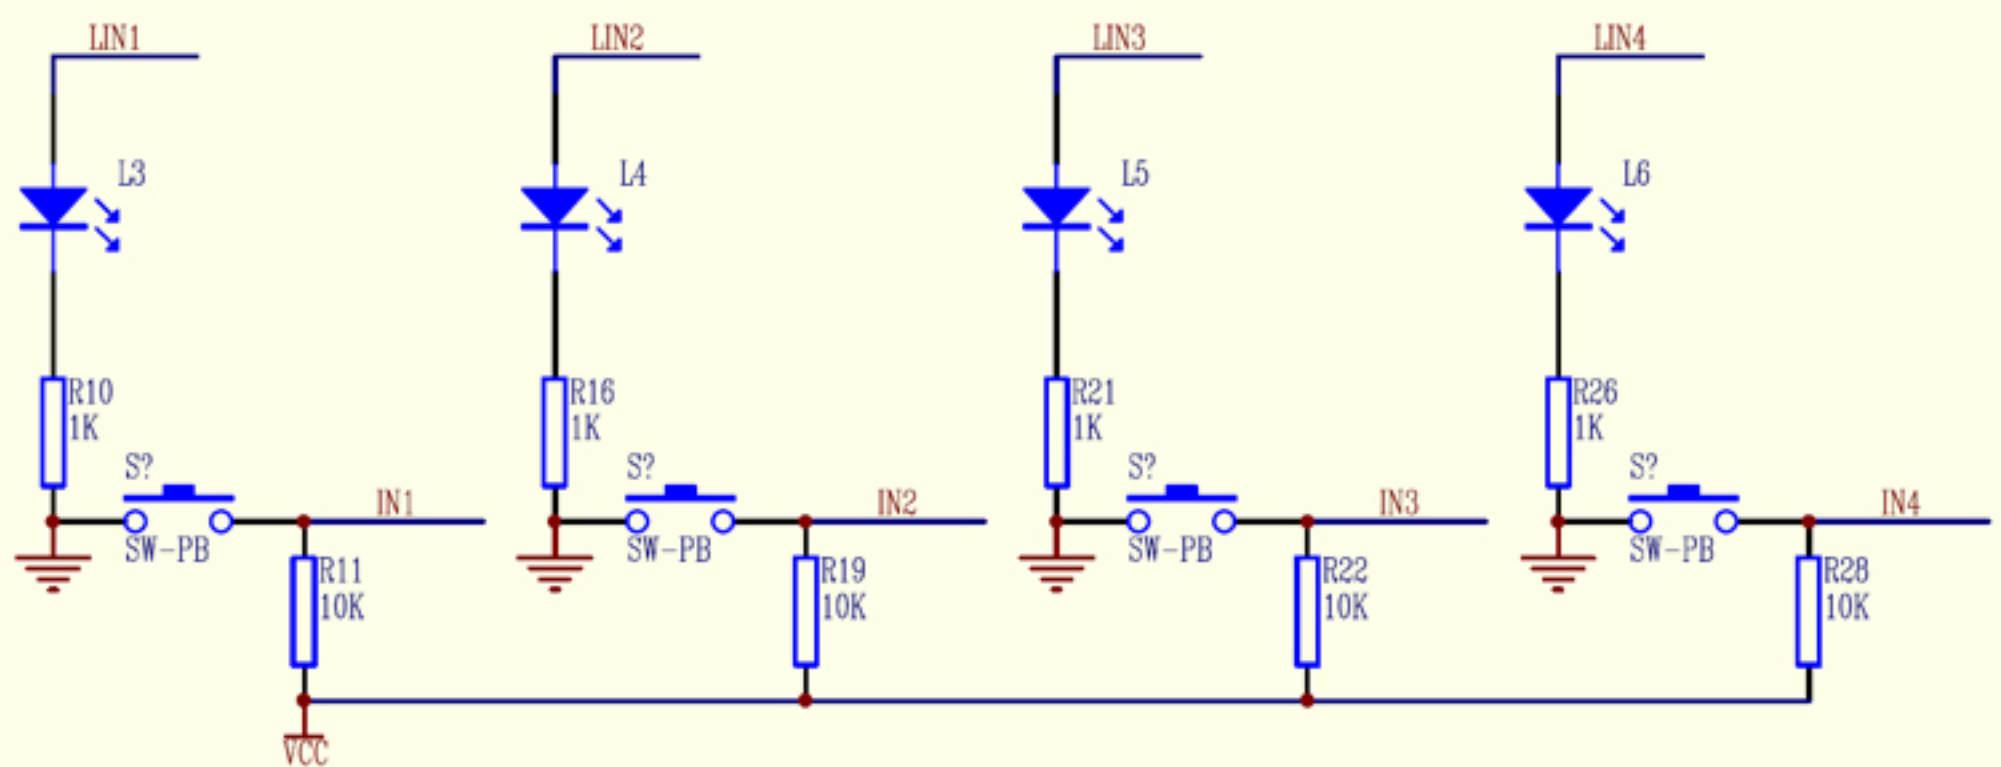 LIN1
LIN2
LIN3
LIN4
L3
L4
L5
L6
R10
1K
R16
1K
R21
1K
R26
1K
S?
S?
S?
S?
IN1
IN2
IN3
IN4
SW-PB
SW-PB
SW-PB
SW-PB
R11
10K
R19
10K
R22
10K
R28
10K
VCC